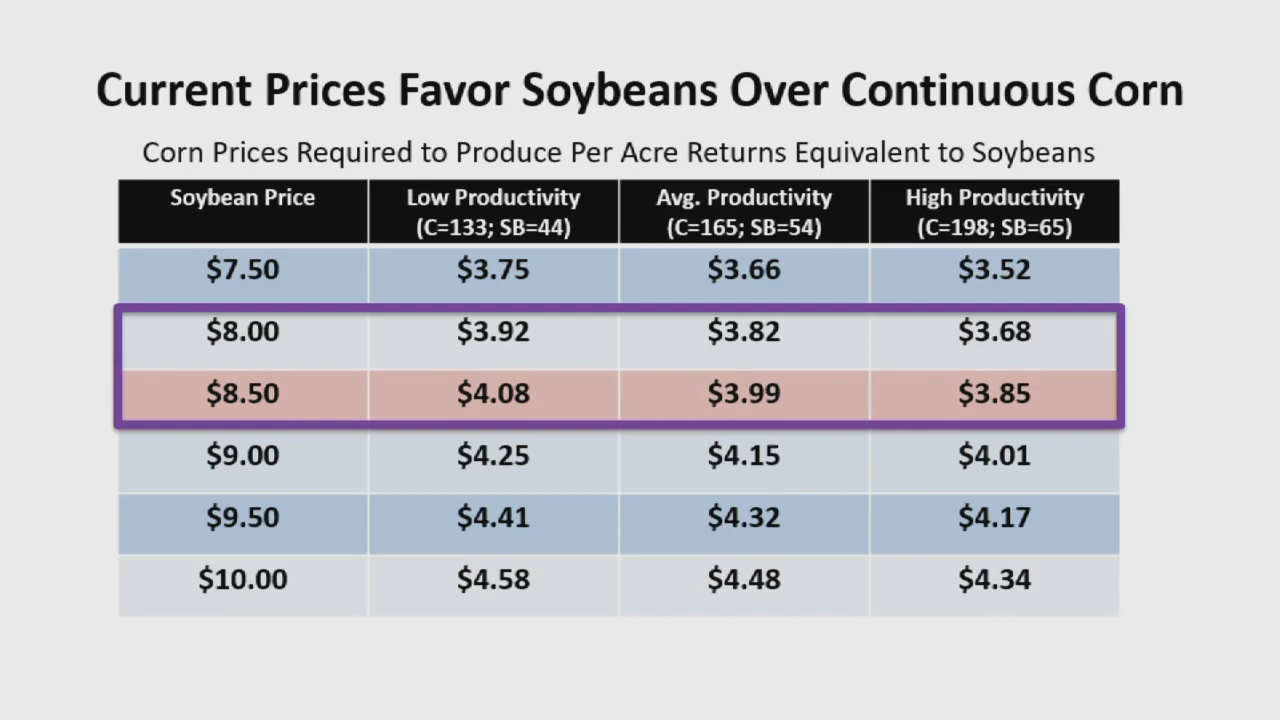 Current Prices Favor Soybeans Over Continuous Corn
Corn Prices Required to Produce Per Acre Returns Equivalent to Soybeans
Soybean Price Low Productivity (C=133; SB=44) Avg. Productivity (C=165; SB=54) High Productivity (C=198; SB=65)
$7.50 $3.75 $3.66 $3.52
$8.00 $3.92 $3.82 $3.68
$8.50 $4.08 $3.99 $3.85
$9.00 $4.25 $4.15 $4.01
$9.50 $4.41 $4.32 $4.17
$10.00 $4.58 $4.48 $4.34